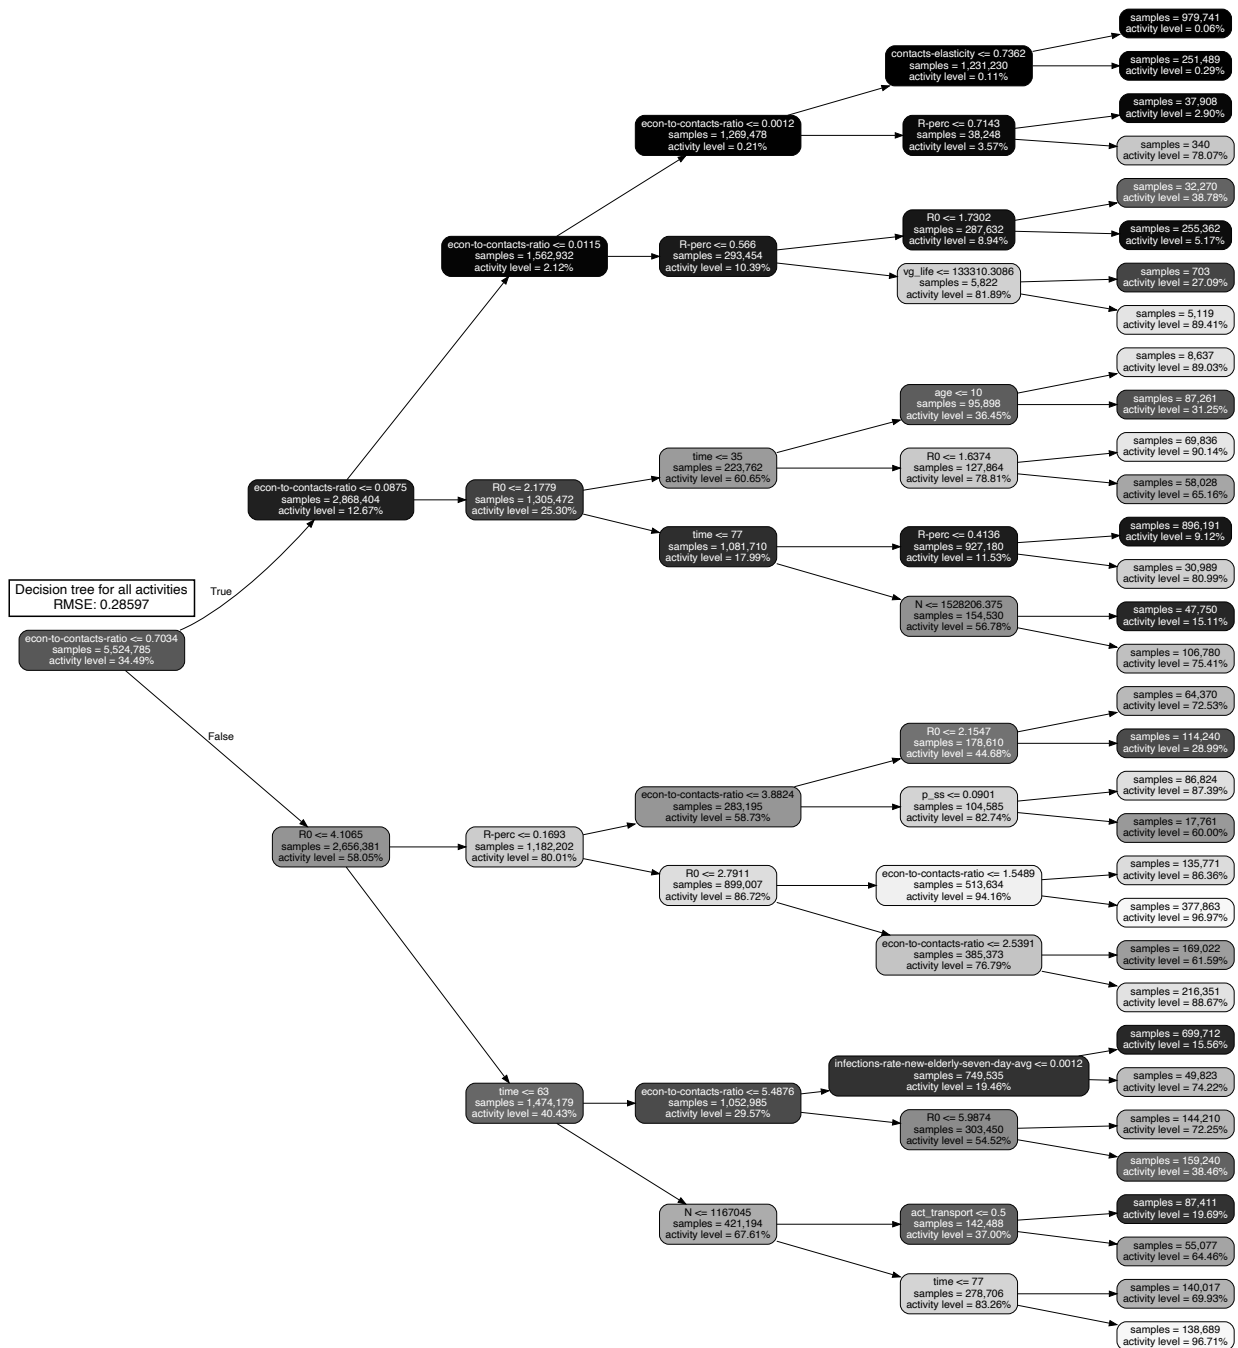 Decision tree for all activities
RMSE: 0.28597
econ-to-contacts-ratio <= 0.7034
samples = 5,524,785
activity level = 34.49%
True
False
econ-to-contacts-ratio <= 0.0875
samples = 2,868,404
activity level = 12.67%
R0 <= 4.1065
samples = 2,656,381
activity level = 58.05%
econ-to-contacts-ratio <= 0.0115
samples = 1,562,932
activity level = 2.12%
R0 <= 2.1779
samples = 1,305,472
activity level = 25.30%
R-perc <= 0.1693
samples = 1,182,202
activity level = 80.01%
time <= 63
samples = 1,474,179
activity level = 40.43%
econ-to-contacts-ratio <= 0.0012
samples = 1,269,478
activity level = 0.21%
R-perc <= 0.566
samples = 293,454
activity level = 10.39%
time <= 35
samples = 223,762
activity level = 60.65%
time <= 77
samples = 1,081,710
activity level = 17.99%
econ-to-contacts-ratio <= 3.8824
samples = 283,195
activity level = 58.73%
R0 <= 2.7911
samples = 899,007
activity level = 86.72%
econ-to-contacts-ratio <= 5.4876
samples = 1,052,985
activity level = 29.57%
N <= 1167045
samples = 421,194
activity level = 67.61%
contacts-elasticity <= 0.7362
samples = 1,231,230
activity level = 0.11%
R-perc <= 0.7143
samples = 38,248
activity level = 3.57%
R0 <= 1.7302
samples = 287,632
activity level = 8.94%
vg_life <= 133310.3086
samples = 5,822
activity level = 81.89%
age <= 10
samples = 95,898
activity level = 36.45%
R0 <= 1.6374
samples = 127,864
activity level = 78.81%
R-perc <= 0.4136
samples = 927,180
activity level = 11.53%
N <= 1528206.375
samples = 154,530
activity level = 56.78%
R0 <= 2.1547
samples = 178,610
activity level = 44.68%
p_ss <= 0.0901
samples = 104,585
activity level = 82.74%
econ-to-contacts-ratio <= 1.5489
samples = 513,634
activity level = 94.16%
econ-to-contacts-ratio <= 2.5391
samples = 385,373
activity level = 76.79%
infections-rate-new-elderly-seven-day-avg <= 0.0012
samples = 749,535
activity level = 19.46%
R0 <= 5.9874
samples = 303,450
activity level = 54.52%
act_transport <= 0.5
samples = 142,488
activity level = 37.00%
time <= 77
samples = 278,706
activity level = 83.26%
samples = 979,741
activity level = 0.06%
samples = 251,489
activity level = 0.29%
samples = 37,908
activity level = 2.90%
samples = 340
activity level = 78.07%
samples = 32,270
activity level = 38.78%
samples = 255,362
activity level = 5.17%
samples = 703
activity level = 27.09%
samples = 5,119
activity level = 89.41%
samples = 8,637
activity level = 89.03%
samples = 87,261
activity level = 31.25%
samples = 69,836
activity level = 90.14%
samples = 58,028
activity level = 65.16%
samples = 896,191
activity level = 9.12%
samples = 30,989
activity level = 80.99%
samples = 47,750
activity level = 15.11%
samples = 106,780
activity level = 75.41%
samples = 64,370
activity level = 72.53%
samples = 114,240
activity level = 28.99%
samples = 86,824
activity level = 87.39%
samples = 17,761
activity level = 60.00%
samples = 135,771
activity level = 86.36%
samples = 377,863
activity level = 96.97%
samples = 169,022
activity level = 61.59%
samples = 216,351
activity level = 88.67%
samples = 699,712
activity level = 15.56%
samples = 49,823
activity level = 74.22%
samples = 144,210
activity level = 72.25%
samples = 159,240
activity level = 38.46%
samples = 87,411
activity level = 19.69%
samples = 55,077
activity level = 64.46%
samples = 140,017
activity level = 69.93%
samples = 138,689
activity level = 96.71%